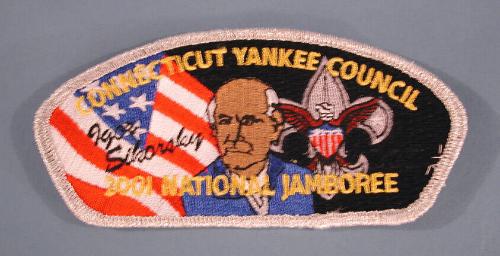 CONNECTICUT YANKEE COUNCIL
Igor
Sikorsky
2001 NATIONAL JAMBOREE